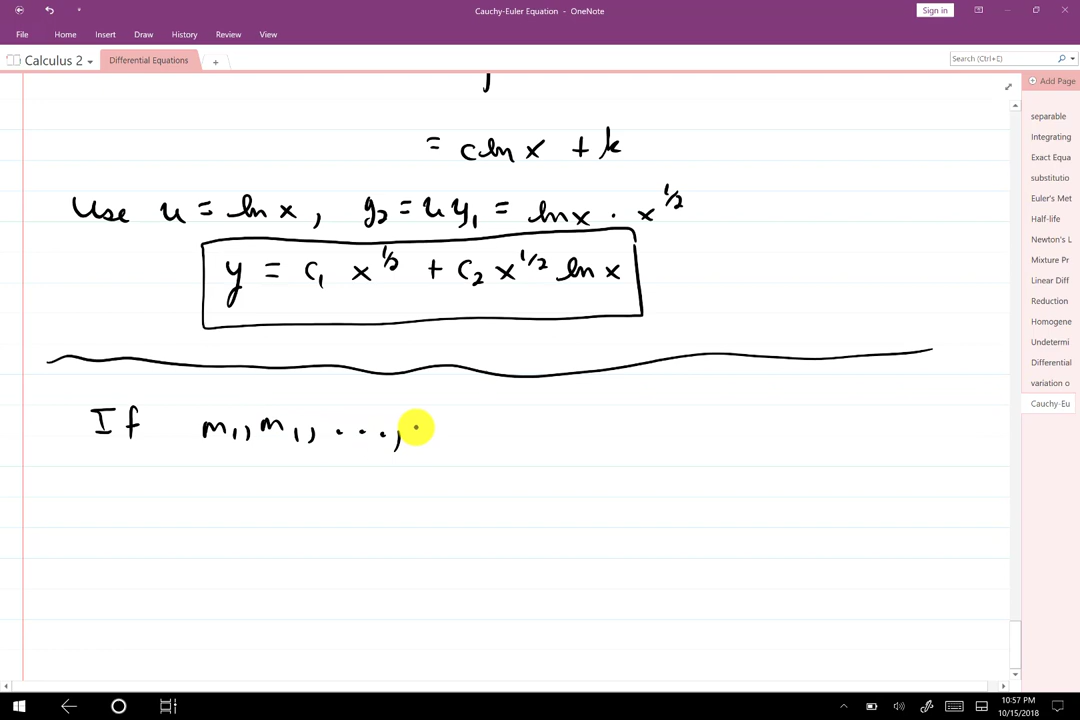 Cauchy-Euler Equation - OneNote
Sign in
File Home Insert Draw History Review View
Calculus 2 Differential Equations +
Search (Ctrl+E)
Add Page
separable
Integrating
Exact Equa
substitutio
Euler's Met
Half-life
Newton's L
Mixture Pr
Linear Diff
Reduction
Homogene
Undetermi
Differential
variation o
Cauchy-Eu
= c ln x + k
Use u = ln x, y₂ = u y₁ = ln x · x^1/2
y = c₁ x^1/2 + c₂ x^1/2 ln x
If m₁, m₁, ...,
10:57 PM
10/15/2018